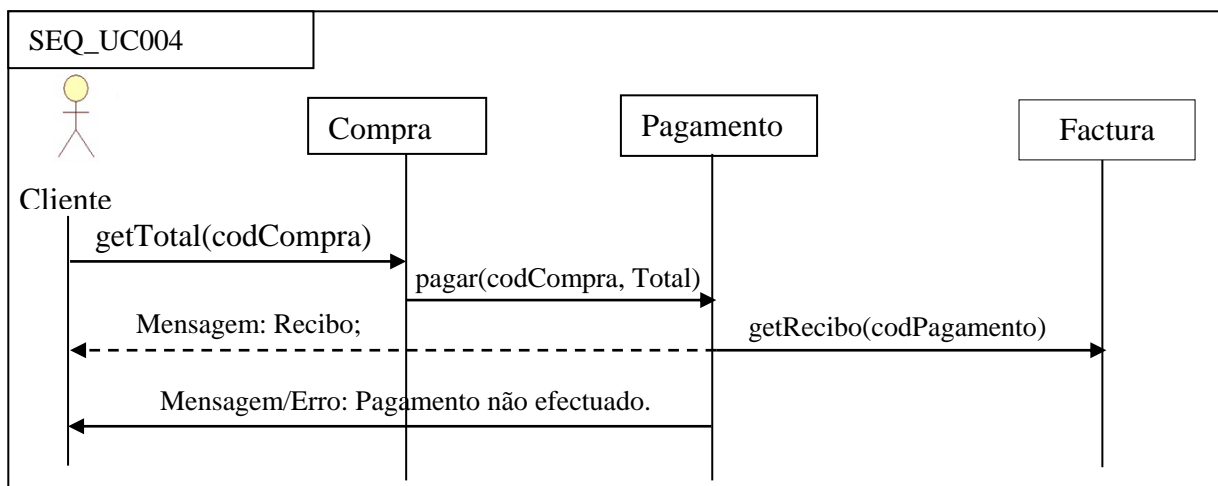 SEQ_UC004
Compra
Pagamento
Factura
Cliente
getTotal(codCompra)
pagar(codCompra, Total)
Mensagem: Recibo;
getRecibo(codPagamento)
Mensagem/Erro: Pagamento não efectuado.